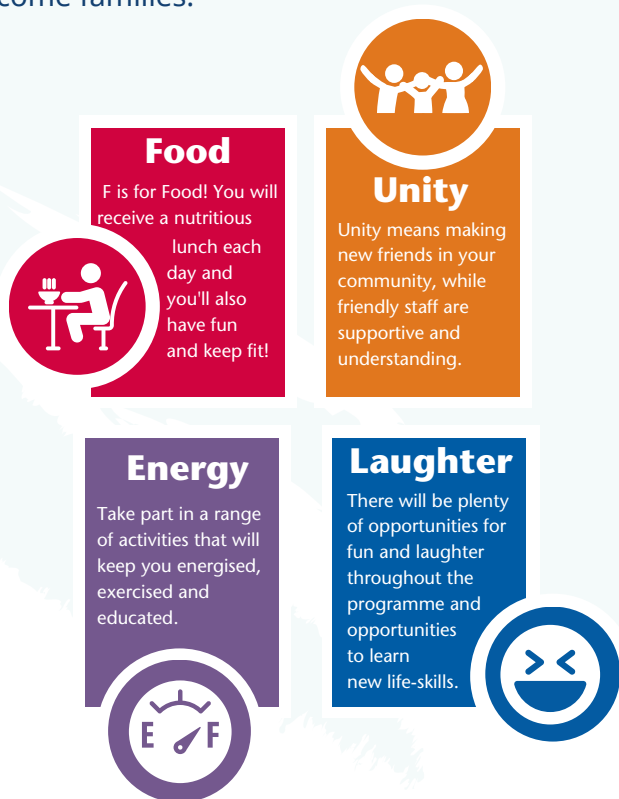 come families.
Food
F is for Food! You will
receive a nutritious
lunch each
day and
you'll also
have fun
and keep fit!
Unity
Unity means making
new friends in your
community, while
friendly staff are
supportive and
understanding.
Energy
Take part in a range
of activities that will
keep you energised,
exercised and
educated.
E F
Laughter
There will be plenty
of opportunities for
fun and laughter
throughout the
programme and
opportunities
to learn
new life-skills.